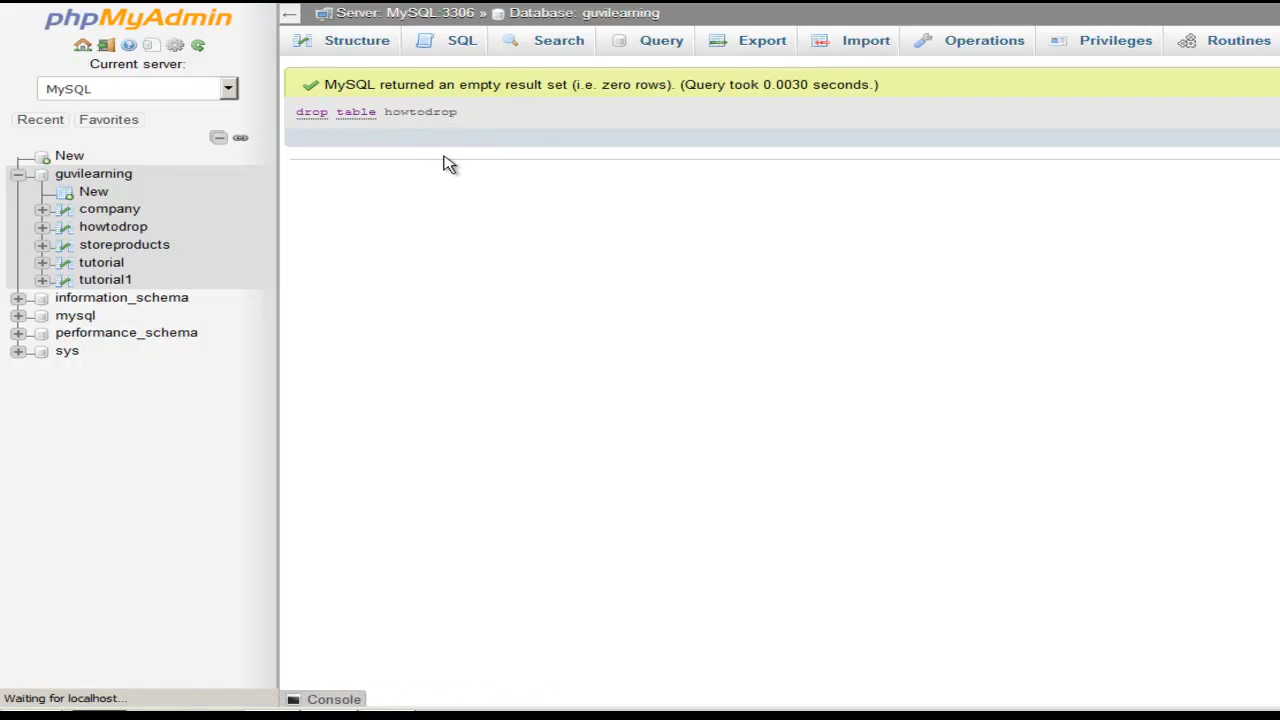 phpMyAdmin
Server: MySQL:3306 » Database: guvilearning
Structure SQL Search Query Export Import Operations Privileges Routines
Current server:
MySQL
MySQL returned an empty result set (i.e. zero rows). (Query took 0.0030 seconds.)
drop table howtodrop
Recent Favorites
New
guvilearning
New
company
howtodrop
storeproducts
tutorial
tutorial1
information_schema
mysql
performance_schema
sys
Waiting for localhost...
Console